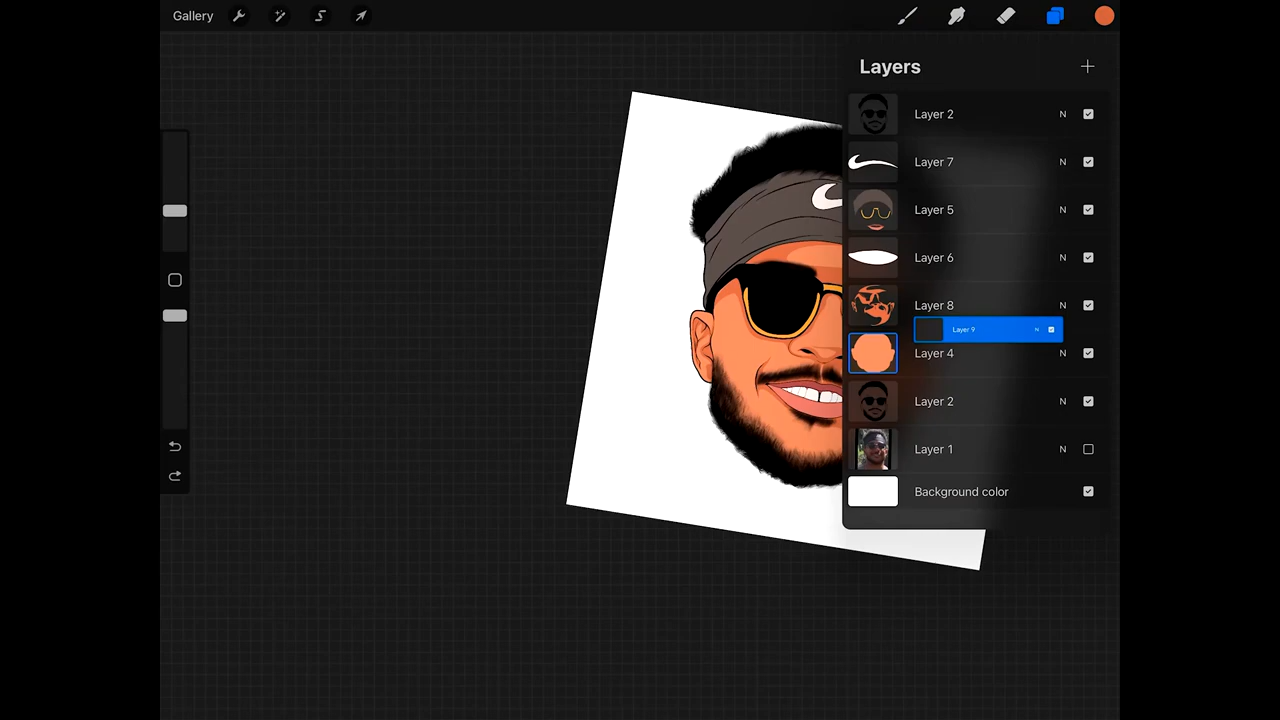 Gallery
Layers
Layer 2 N
Layer 7 N
Layer 5 N
Layer 6 N
Layer 8 N
Layer 9 N
Layer 4 N
Layer 2 N
Layer 1 N
Background color